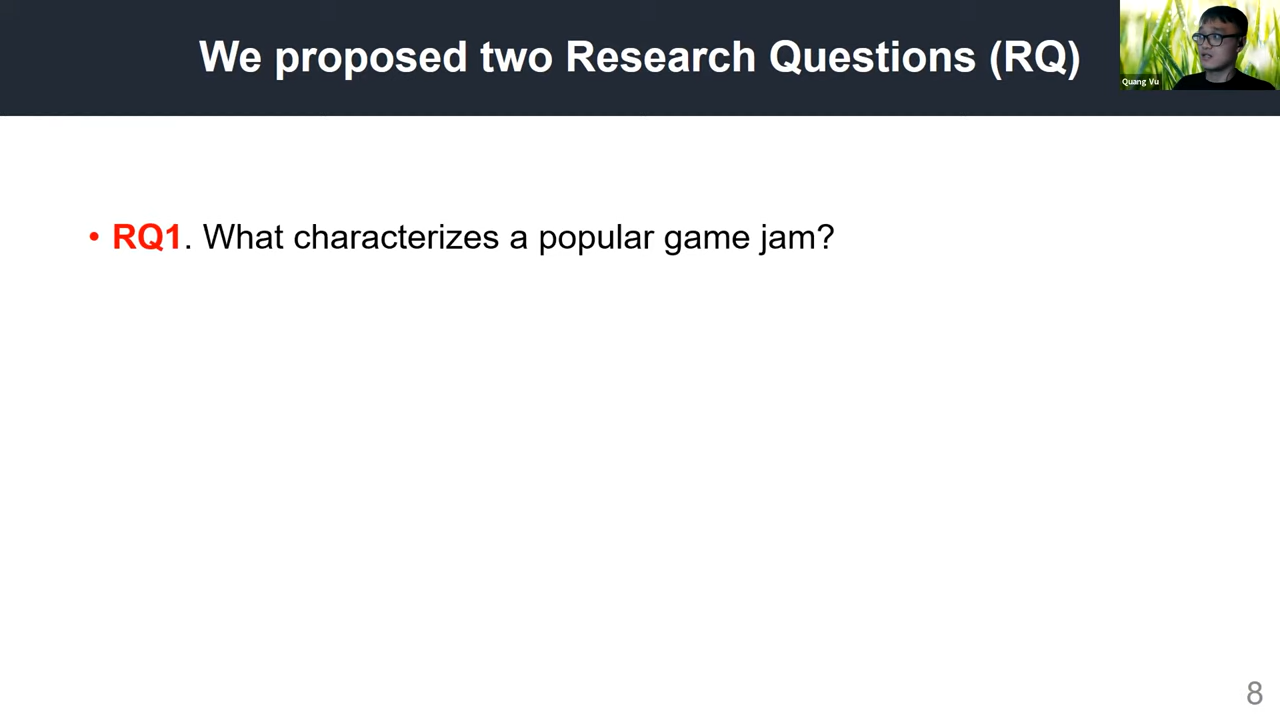 We proposed two Research Questions (RQ)
Quang Vu
• RQ1. What characterizes a popular game jam?
8